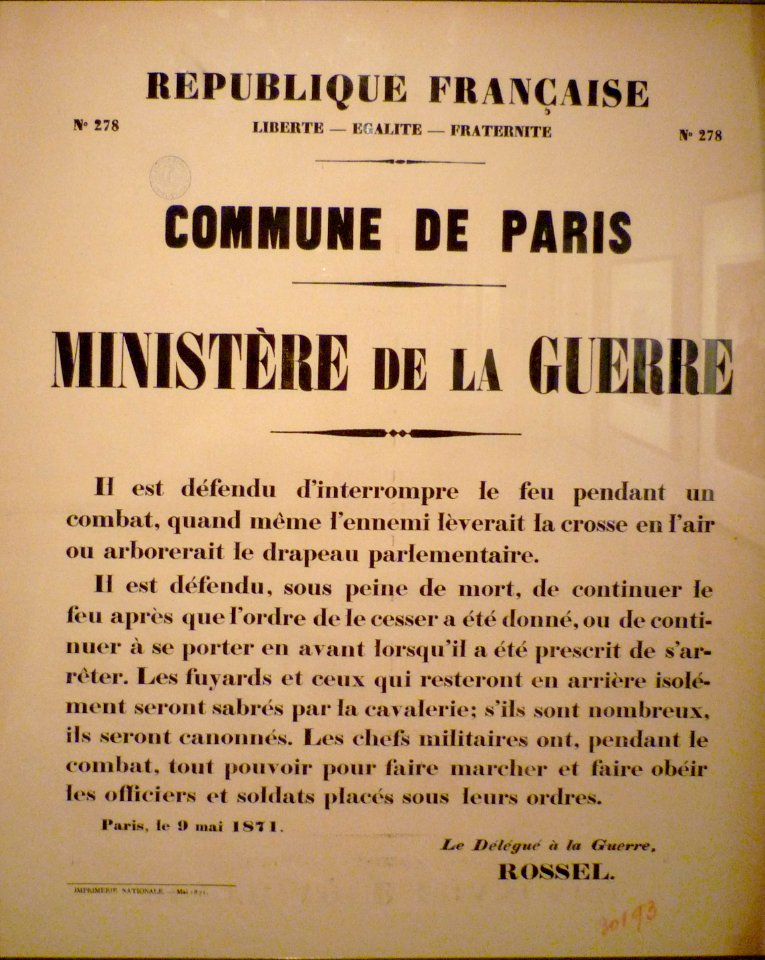 REPUBLIQUE FRANÇAISE
Nº 278
LIBERTE — EGALITE — FRATERNITE
Nº 278
COMMUNE DE PARIS
MINISTÈRE DE LA GUERRE
Il est défendu d'interrompre le feu pendant un
combat, quand même l'ennemi lèverait la crosse en l'air
ou arborerait le drapeau parlementaire.
Il est défendu, sous peine de mort, de continuer le
feu après que l'ordre de le cesser a été donné, ou de conti-
nuer à se porter en avant lorsqu'il a été prescrit de s'ar-
rêter. Les fuyards et ceux qui resteront en arrière isolé-
ment seront sabrés par la cavalerie; s'ils sont nombreux,
ils seront canonnés. Les chefs militaires ont, pendant le
combat, tout pouvoir pour faire marcher et faire obéir
les officiers et soldats placés sous leurs ordres.
Paris, le 9 mai 1871.
Le Délégué à la Guerre,
ROSSEL.
IMPRIMERIE NATIONALE. — Mai 1871.
30193